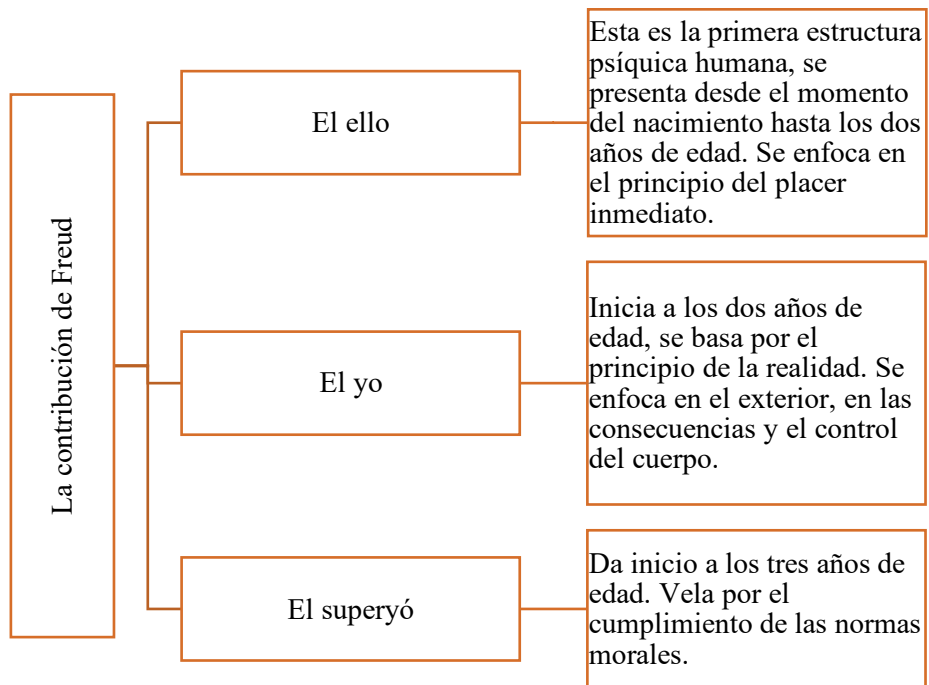 La contribución de Freud
El ello
Esta es la primera estructura
psíquica humana, se
presenta desde el momento
del nacimiento hasta los dos
años de edad. Se enfoca en
el principio del placer
inmediato.
El yo
Inicia a los dos años de
edad, se basa por el
principio de la realidad. Se
enfoca en el exterior, en las
consecuencias y el control
del cuerpo.
El superyó
Da inicio a los tres años de
edad. Vela por el
cumplimiento de las normas
morales.